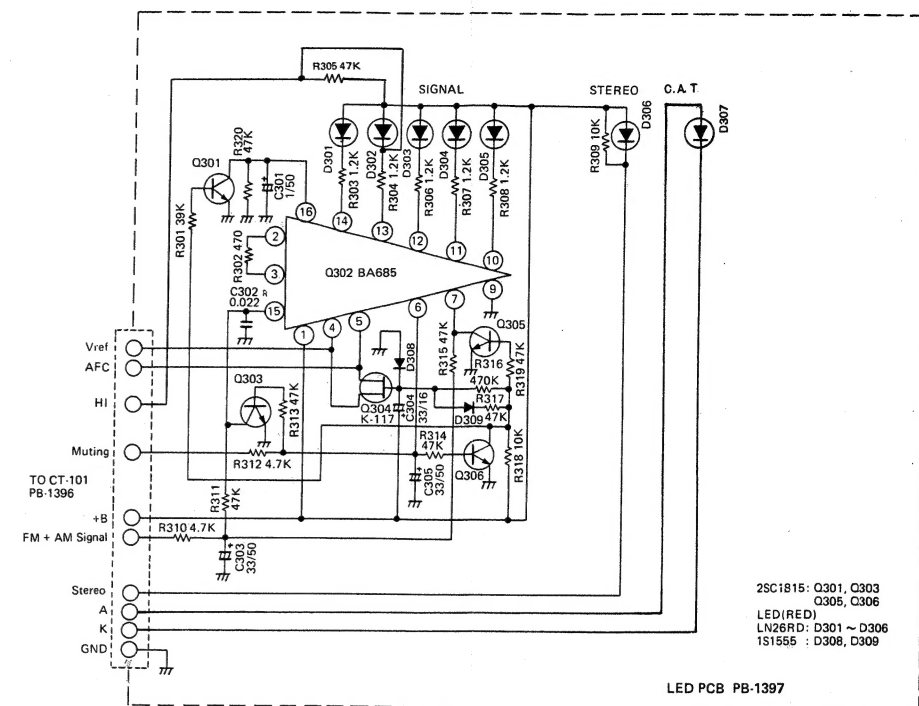 R305 47K
SIGNAL
STEREO
C.A.T
D306
D307
R309 10K
D301
D302
D303
D304
D305
R303 1.2K
R304 1.2K
R306 1.2K
R307 1.2K
R308 1.2K
R320
47K
Q301
C301
1/50
R301 39K
16
14
13
12
11
10
2
R302 470
3
Q302 BA685
C302 R
0.022
15
1
4
5
6
7
9
Vref
AFC
HI
Muting
TO CT-101
PB-1396
+B
FM + AM Signal
Stereo
A
K
GND
D308
Q305
R315 47K
R316
470K
R319 47K
R317
47K
D309
Q304
K-117
C304
33/16
Q303
R313 47K
R312 4.7K
R314
47K
Q306
R318 10K
C305
33/50
R311
47K
R310 4.7K
C303
33/50
2SC1815: Q301, Q303
Q305, Q306
LED(RED)
LN26RD: D301 ~ D306
1S1555 : D308, D309
LED PCB PB-1397